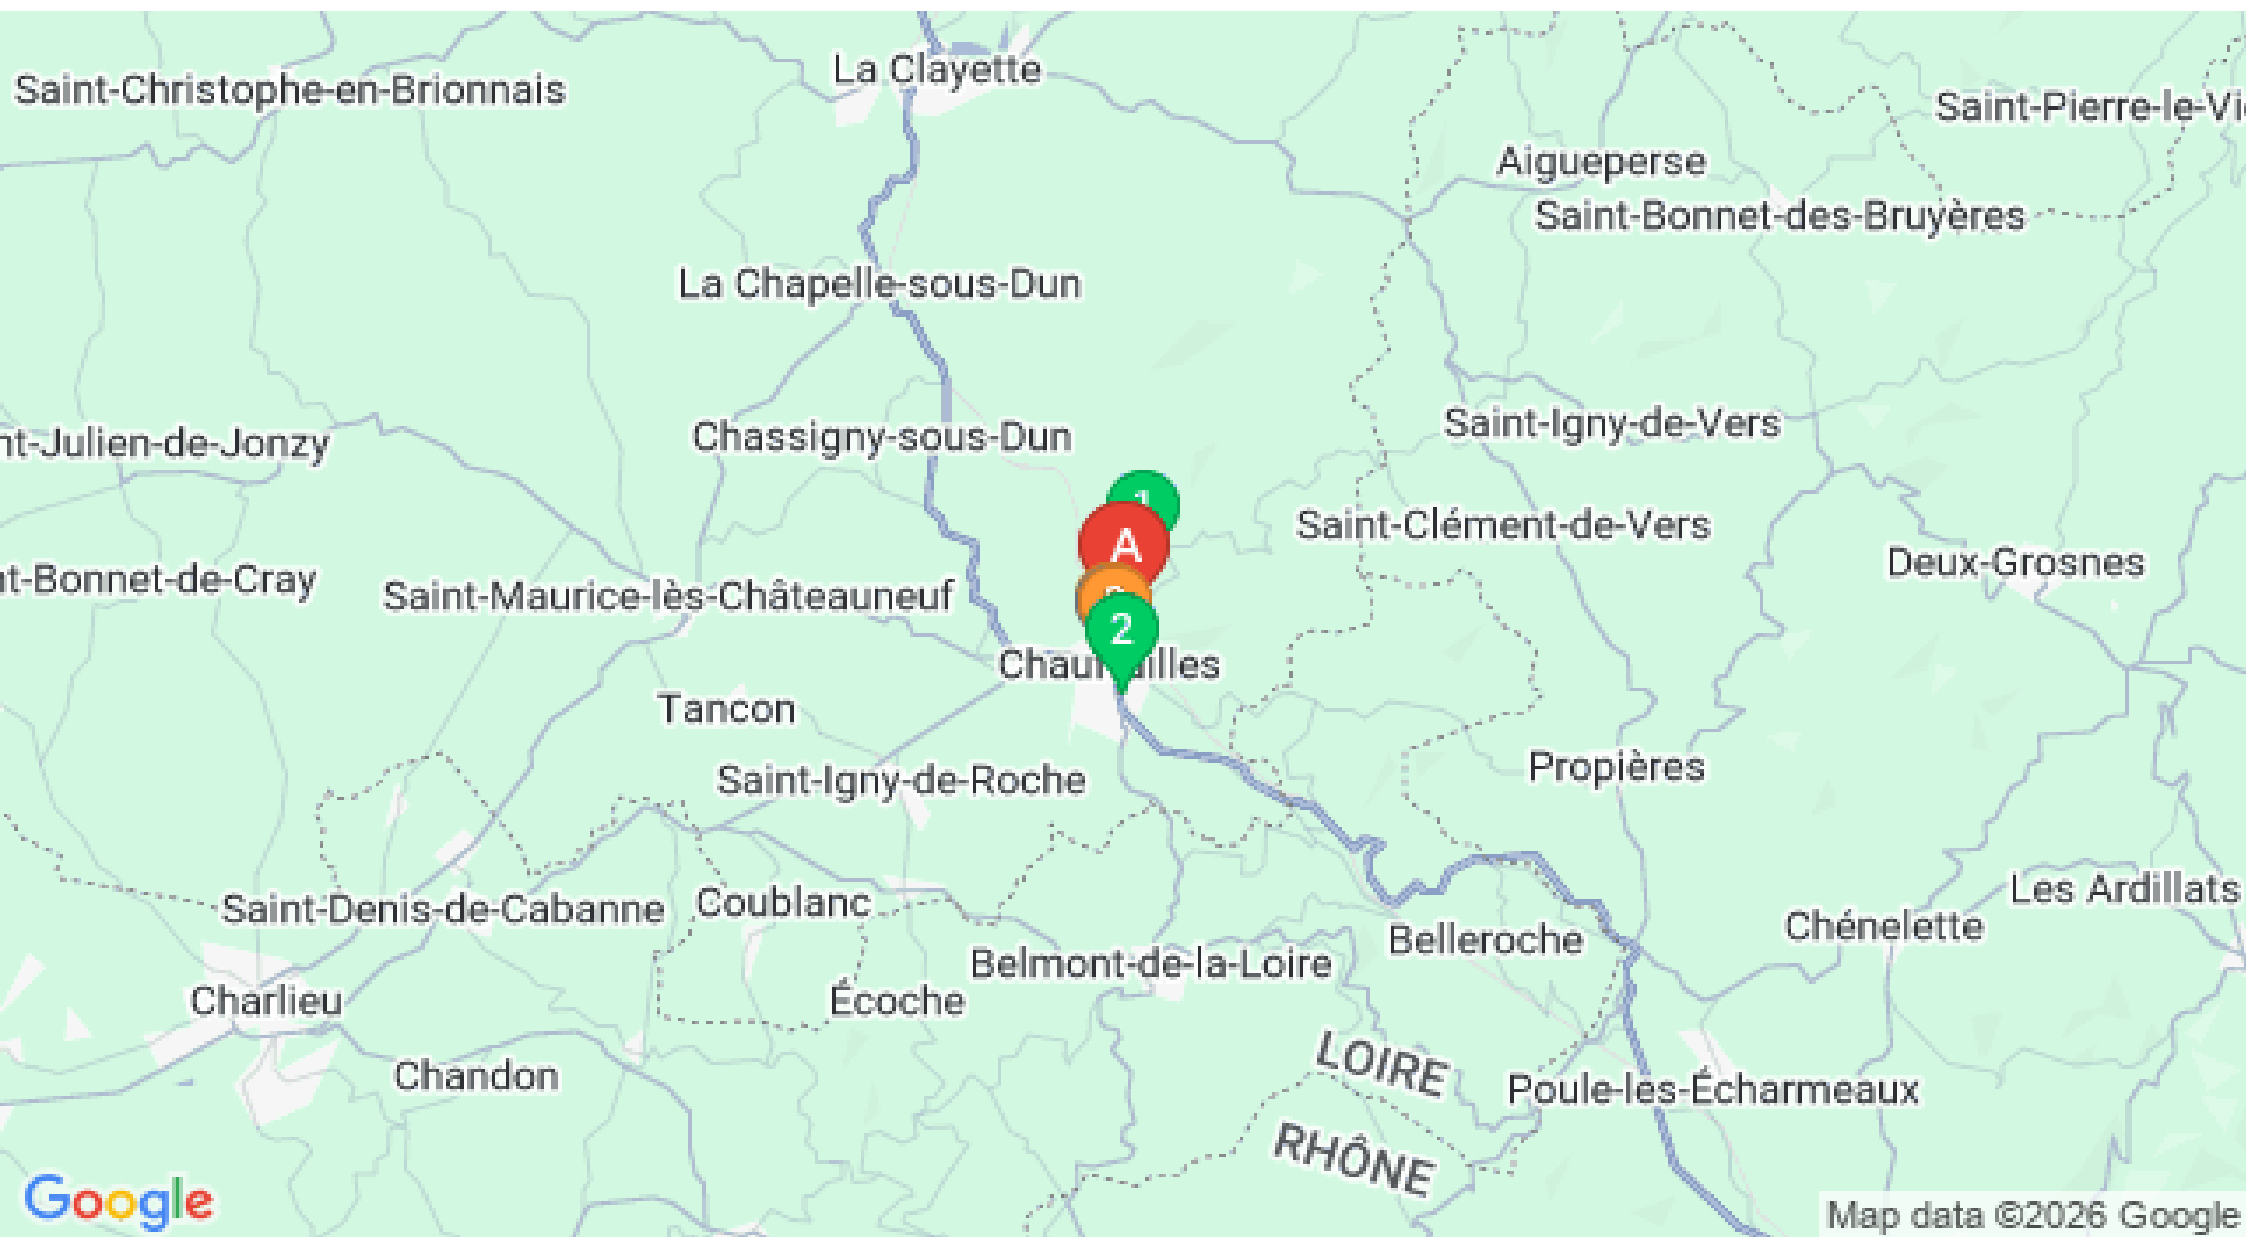 La Clayette
Saint-Christophe-en-Brionnais
Saint-Pierre-le-Vi
Aigueperse
Saint-Bonnet-des-Bruyères
La Chapelle-sous-Dun
Saint-Igny-de-Vers
Chassigny-sous-Dun
nt-Julien-de-Jonzy
1
Saint-Clément-de-Vers
A
Deux-Grosnes
nt-Bonnet-de-Cray
Saint-Maurice-lès-Châteauneuf
2
Tancon
Propières
Saint-Igny-de-Roche
Les Ardillats
Coublanc
Saint-Denis-de-Cabanne
Chénelette
Belleroche
Belmont-de-la-Loire
Charlieu
Écoche
LOIRE
Chandon
Poule-les-Écharmeaux
RHÔNE
Google
Map data ©2026 Google